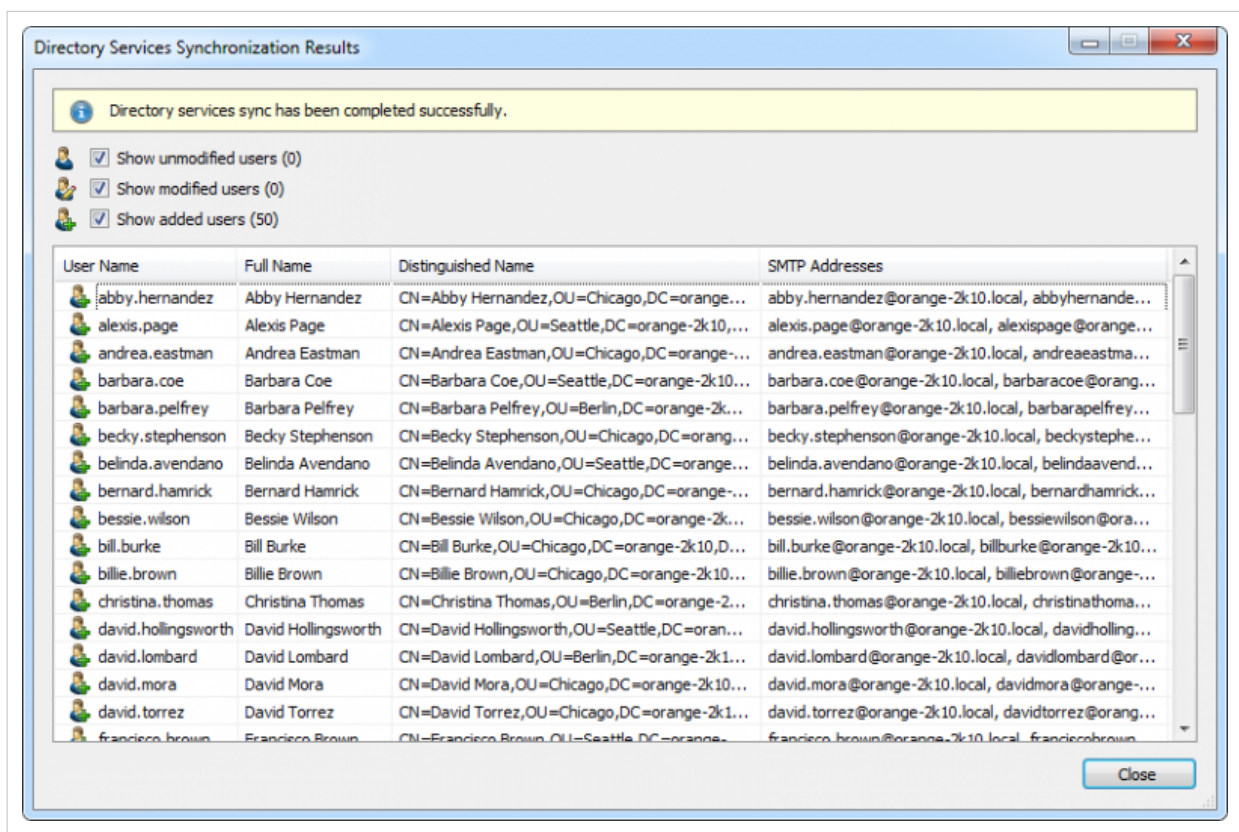 Directory Services Synchronization Results
Directory services sync has been completed successfully.
Show unmodified users (0)
Show modified users (0)
Show added users (50)
User Name Full Name Distinguished Name SMTP Addresses
abby.hernandez Abby Hernandez CN=Abby Hernandez,OU=Chicago,DC=orange... abby.hernandez@orange-2k10.local, abbyhernande...
alexis.page Alexis Page CN=Alexis Page,OU=Seattle,DC=orange-2k10,... alexis.page@orange-2k10.local, alexispage@orange...
andrea.eastman Andrea Eastman CN=Andrea Eastman,OU=Chicago,DC=orange-... andrea.eastman@orange-2k10.local, andreaeastma...
barbara.coe Barbara Coe CN=Barbara Coe,OU=Seattle,DC=orange-2k10... barbara.coe@orange-2k10.local, barbaracoe@orang...
barbara.pelfrey Barbara Pelfrey CN=Barbara Pelfrey,OU=Berlin,DC=orange-2k... barbara.pelfrey@orange-2k10.local, barbarapelfrey...
becky.stephenson Becky Stephenson CN=Becky Stephenson,OU=Chicago,DC=orang... becky.stephenson@orange-2k10.local, beckystephe...
belinda.avendano Belinda Avendano CN=Belinda Avendano,OU=Seattle,DC=orange... belinda.avendano@orange-2k10.local, belindaavend...
bernard.hamrick Bernard Hamrick CN=Bernard Hamrick,OU=Chicago,DC=orange-... bernard.hamrick@orange-2k10.local, bernardhamrick...
bessie.wilson Bessie Wilson CN=Bessie Wilson,OU=Chicago,DC=orange-2k... bessie.wilson@orange-2k10.local, bessiewilson@ora...
bill.burke Bill Burke CN=Bill Burke,OU=Chicago,DC=orange-2k10,D... bill.burke@orange-2k10.local, billburke@orange-2k10...
billie.brown Billie Brown CN=Billie Brown,OU=Chicago,DC=orange-2k10... billie.brown@orange-2k10.local, billiebrown@orange-...
christina.thomas Christina Thomas CN=Christina Thomas,OU=Berlin,DC=orange-2... christina.thomas@orange-2k10.local, christinathoma...
david.hollingsworth David Hollingsworth CN=David Hollingsworth,OU=Seattle,DC=oran... david.hollingsworth@orange-2k10.local, davidholling...
david.lombard David Lombard CN=David Lombard,OU=Berlin,DC=orange-2k1... david.lombard@orange-2k10.local, davidlombard@or...
david.mora David Mora CN=David Mora,OU=Chicago,DC=orange-2k10... david.mora@orange-2k10.local, davidmora@orange-...
david.torrez David Torrez CN=David Torrez,OU=Chicago,DC=orange-2k1... david.torrez@orange-2k10.local, davidtorrez@orang...
francisco.brown Francisco Brown CN=Francisco Brown,OU=Seattle,DC=orange- francisco.brown@orange-2k10.local, franciscobrown
Close